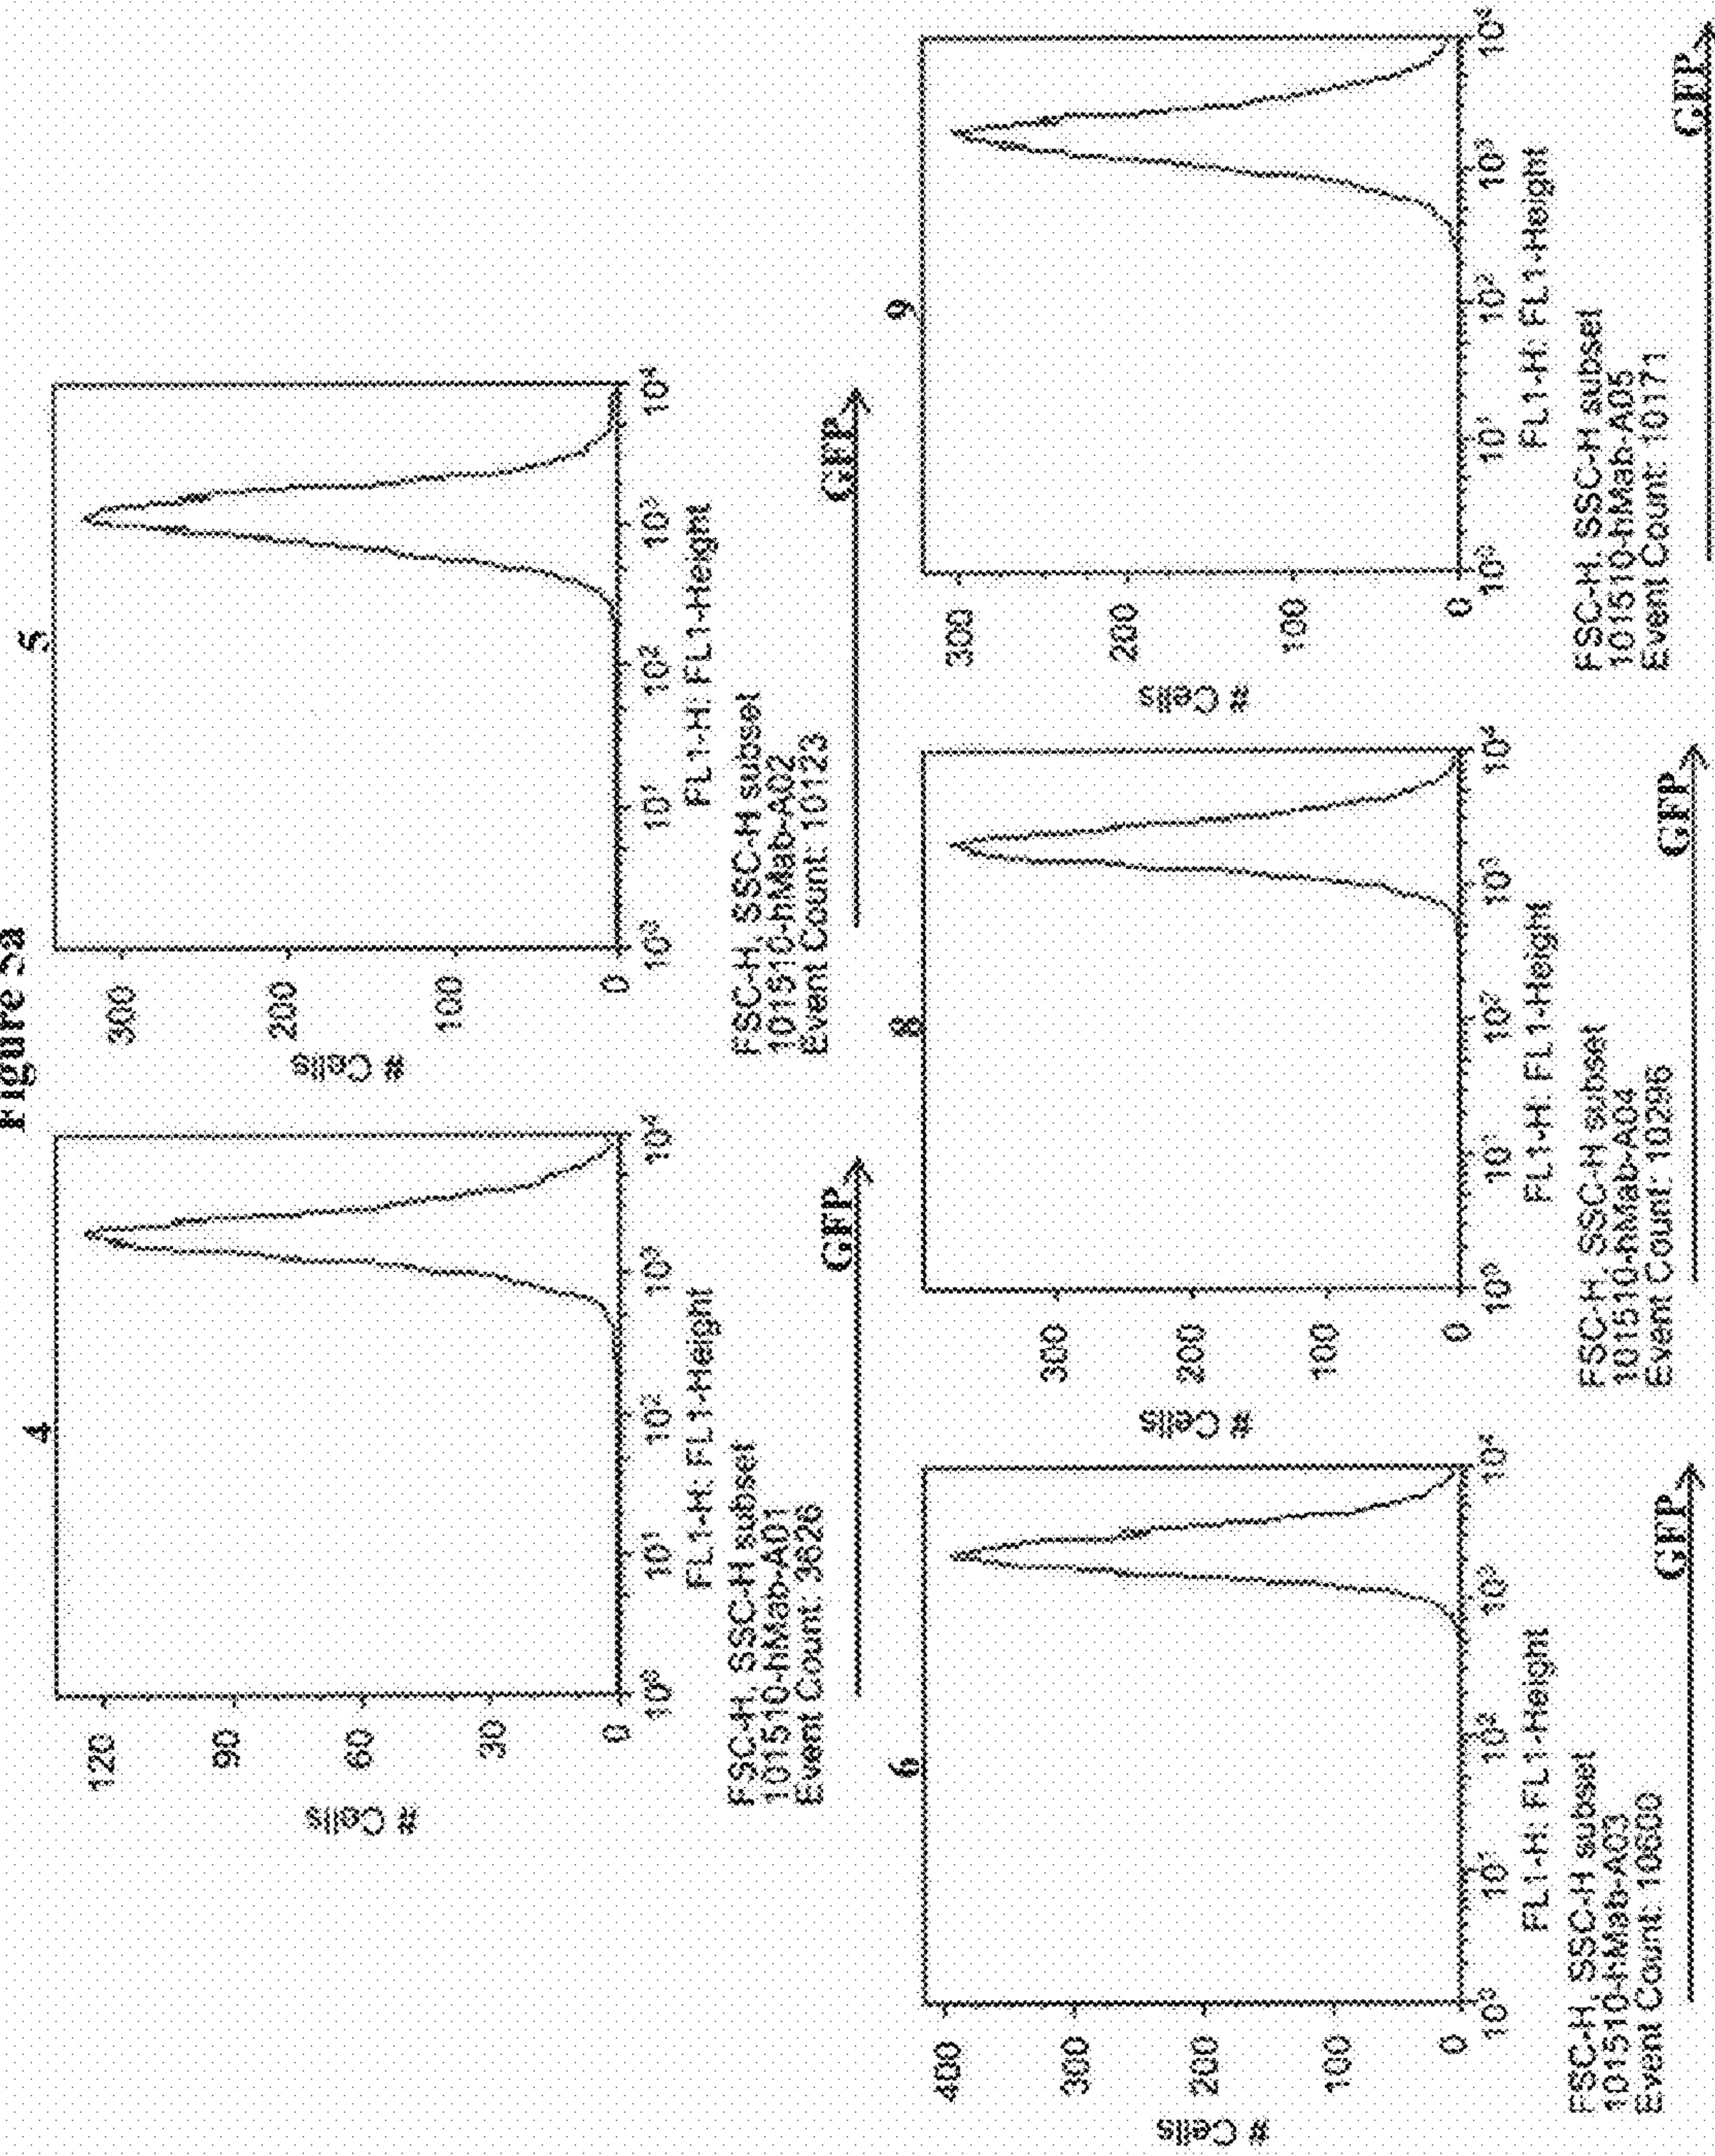 Figure 5a
4
120
90
60
30
0
# Cells
10⁰ 10¹ 10² 10³ 10⁴
FL1-H: FL1-Height
FSC-H, SSC-H subset
101510-hMab-A01
Event Count: 3626
GFP
5
300
200
100
0
# Cells
10⁰ 10¹ 10² 10³ 10⁴
FL1-H: FL1-Height
FSC-H, SSC-H subset
101510-hMab-A02
Event Count: 10123
GFP
6
400
300
200
100
0
# Cells
10⁰ 10¹ 10² 10³ 10⁴
FL1-H: FL1-Height
FSC-H, SSC-H subset
101510-hMab-A03
Event Count: 10600
GFP
8
300
200
100
0
# Cells
10⁰ 10¹ 10² 10³ 10⁴
FL1-H: FL1-Height
FSC-H, SSC-H subset
101510-hMab-A04
Event Count: 10296
GFP
9
300
200
100
0
# Cells
10⁰ 10¹ 10² 10³ 10⁴
FL1-H: FL1-Height
FSC-H, SSC-H subset
101510-hMab-A05
Event Count: 10171
GFP